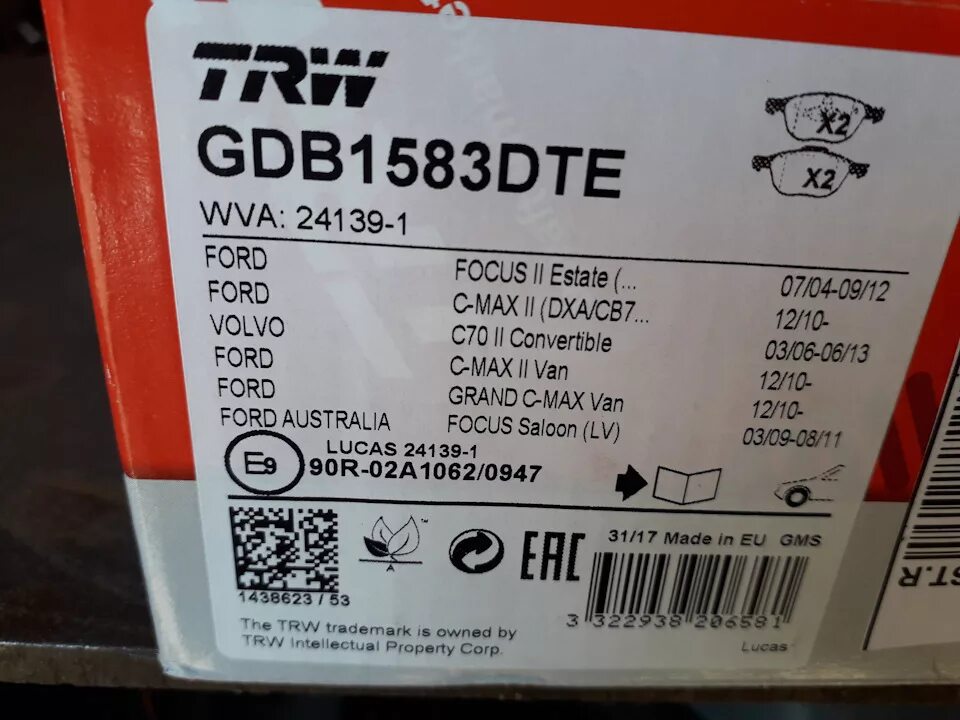 TRW
GDB1583DTE
X2
X2
WVA: 24139-1
FORD FOCUS II Estate (... 07/04-09/12
FORD C-MAX II (DXA/CB7... 12/10-
VOLVO C70 II Convertible 03/06-06/13
FORD C-MAX II Van 12/10-
FORD GRAND C-MAX Van 12/10-
FORD AUSTRALIA FOCUS Saloon (LV) 03/09-08/11
E9
LUCAS 24139-1
90R-02A1062/0947
31/17 Made in EU GMS
™
A
EAC
1438623 / 53
3 322938 206581
The TRW trademark is owned by
TRW Intellectual Property Corp.
Lucas
ST.R